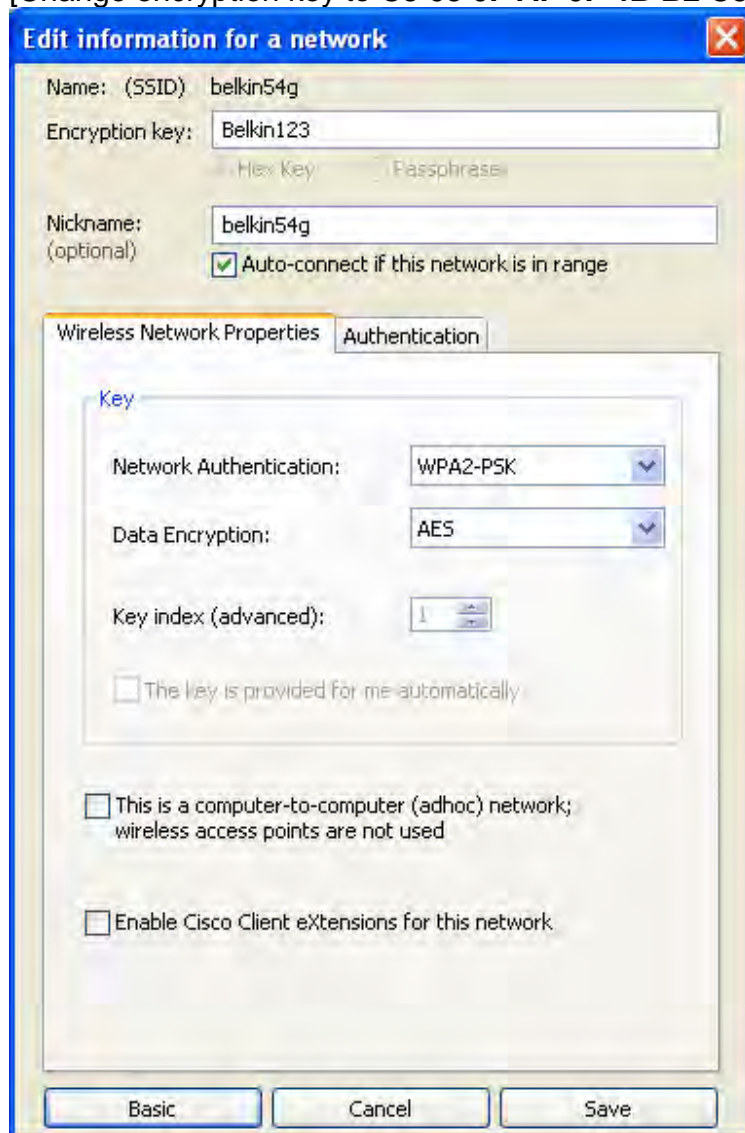 Edit information for a network
Name: (SSID) belkin54g
Encryption key: Belkin123
Hex Key Passphrase
Nickname: belkin54g
(optional)
Auto-connect if this network is in range
Wireless Network Properties Authentication
Key
Network Authentication: WPA2-PSK
Data Encryption: AES
Key index (advanced): 1
The key is provided for me automatically
This is a computer-to-computer (adhoc) network;
wireless access points are not used
Enable Cisco Client eXtensions for this network
Basic Cancel Save